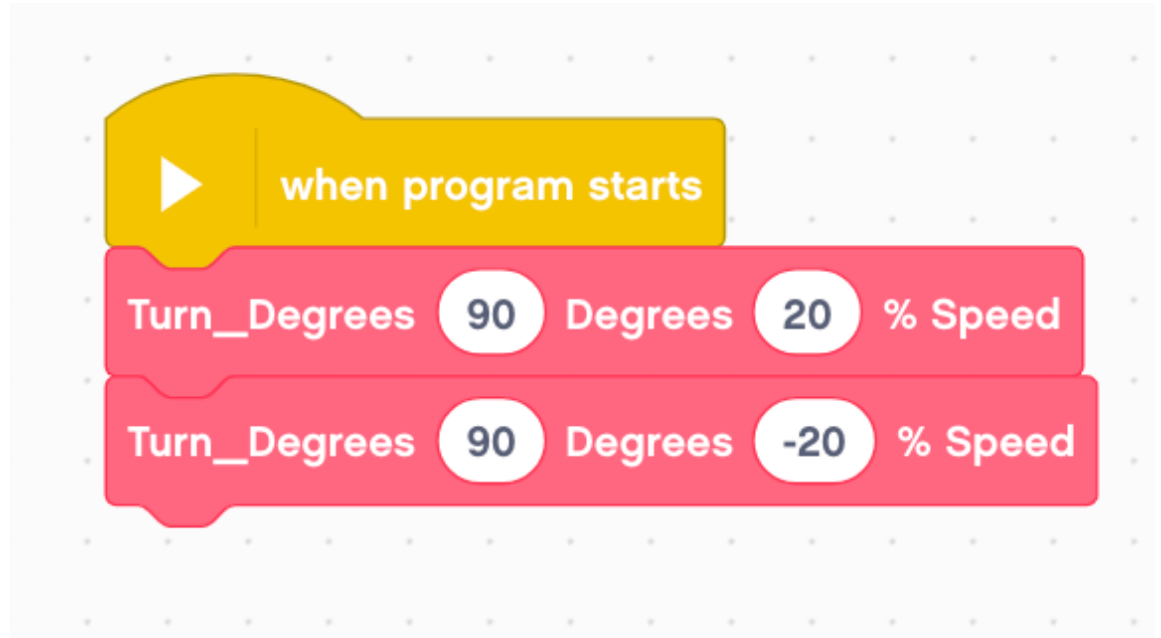 when program starts
Turn_Degrees 90 Degrees 20 % Speed
Turn_Degrees 90 Degrees -20 % Speed